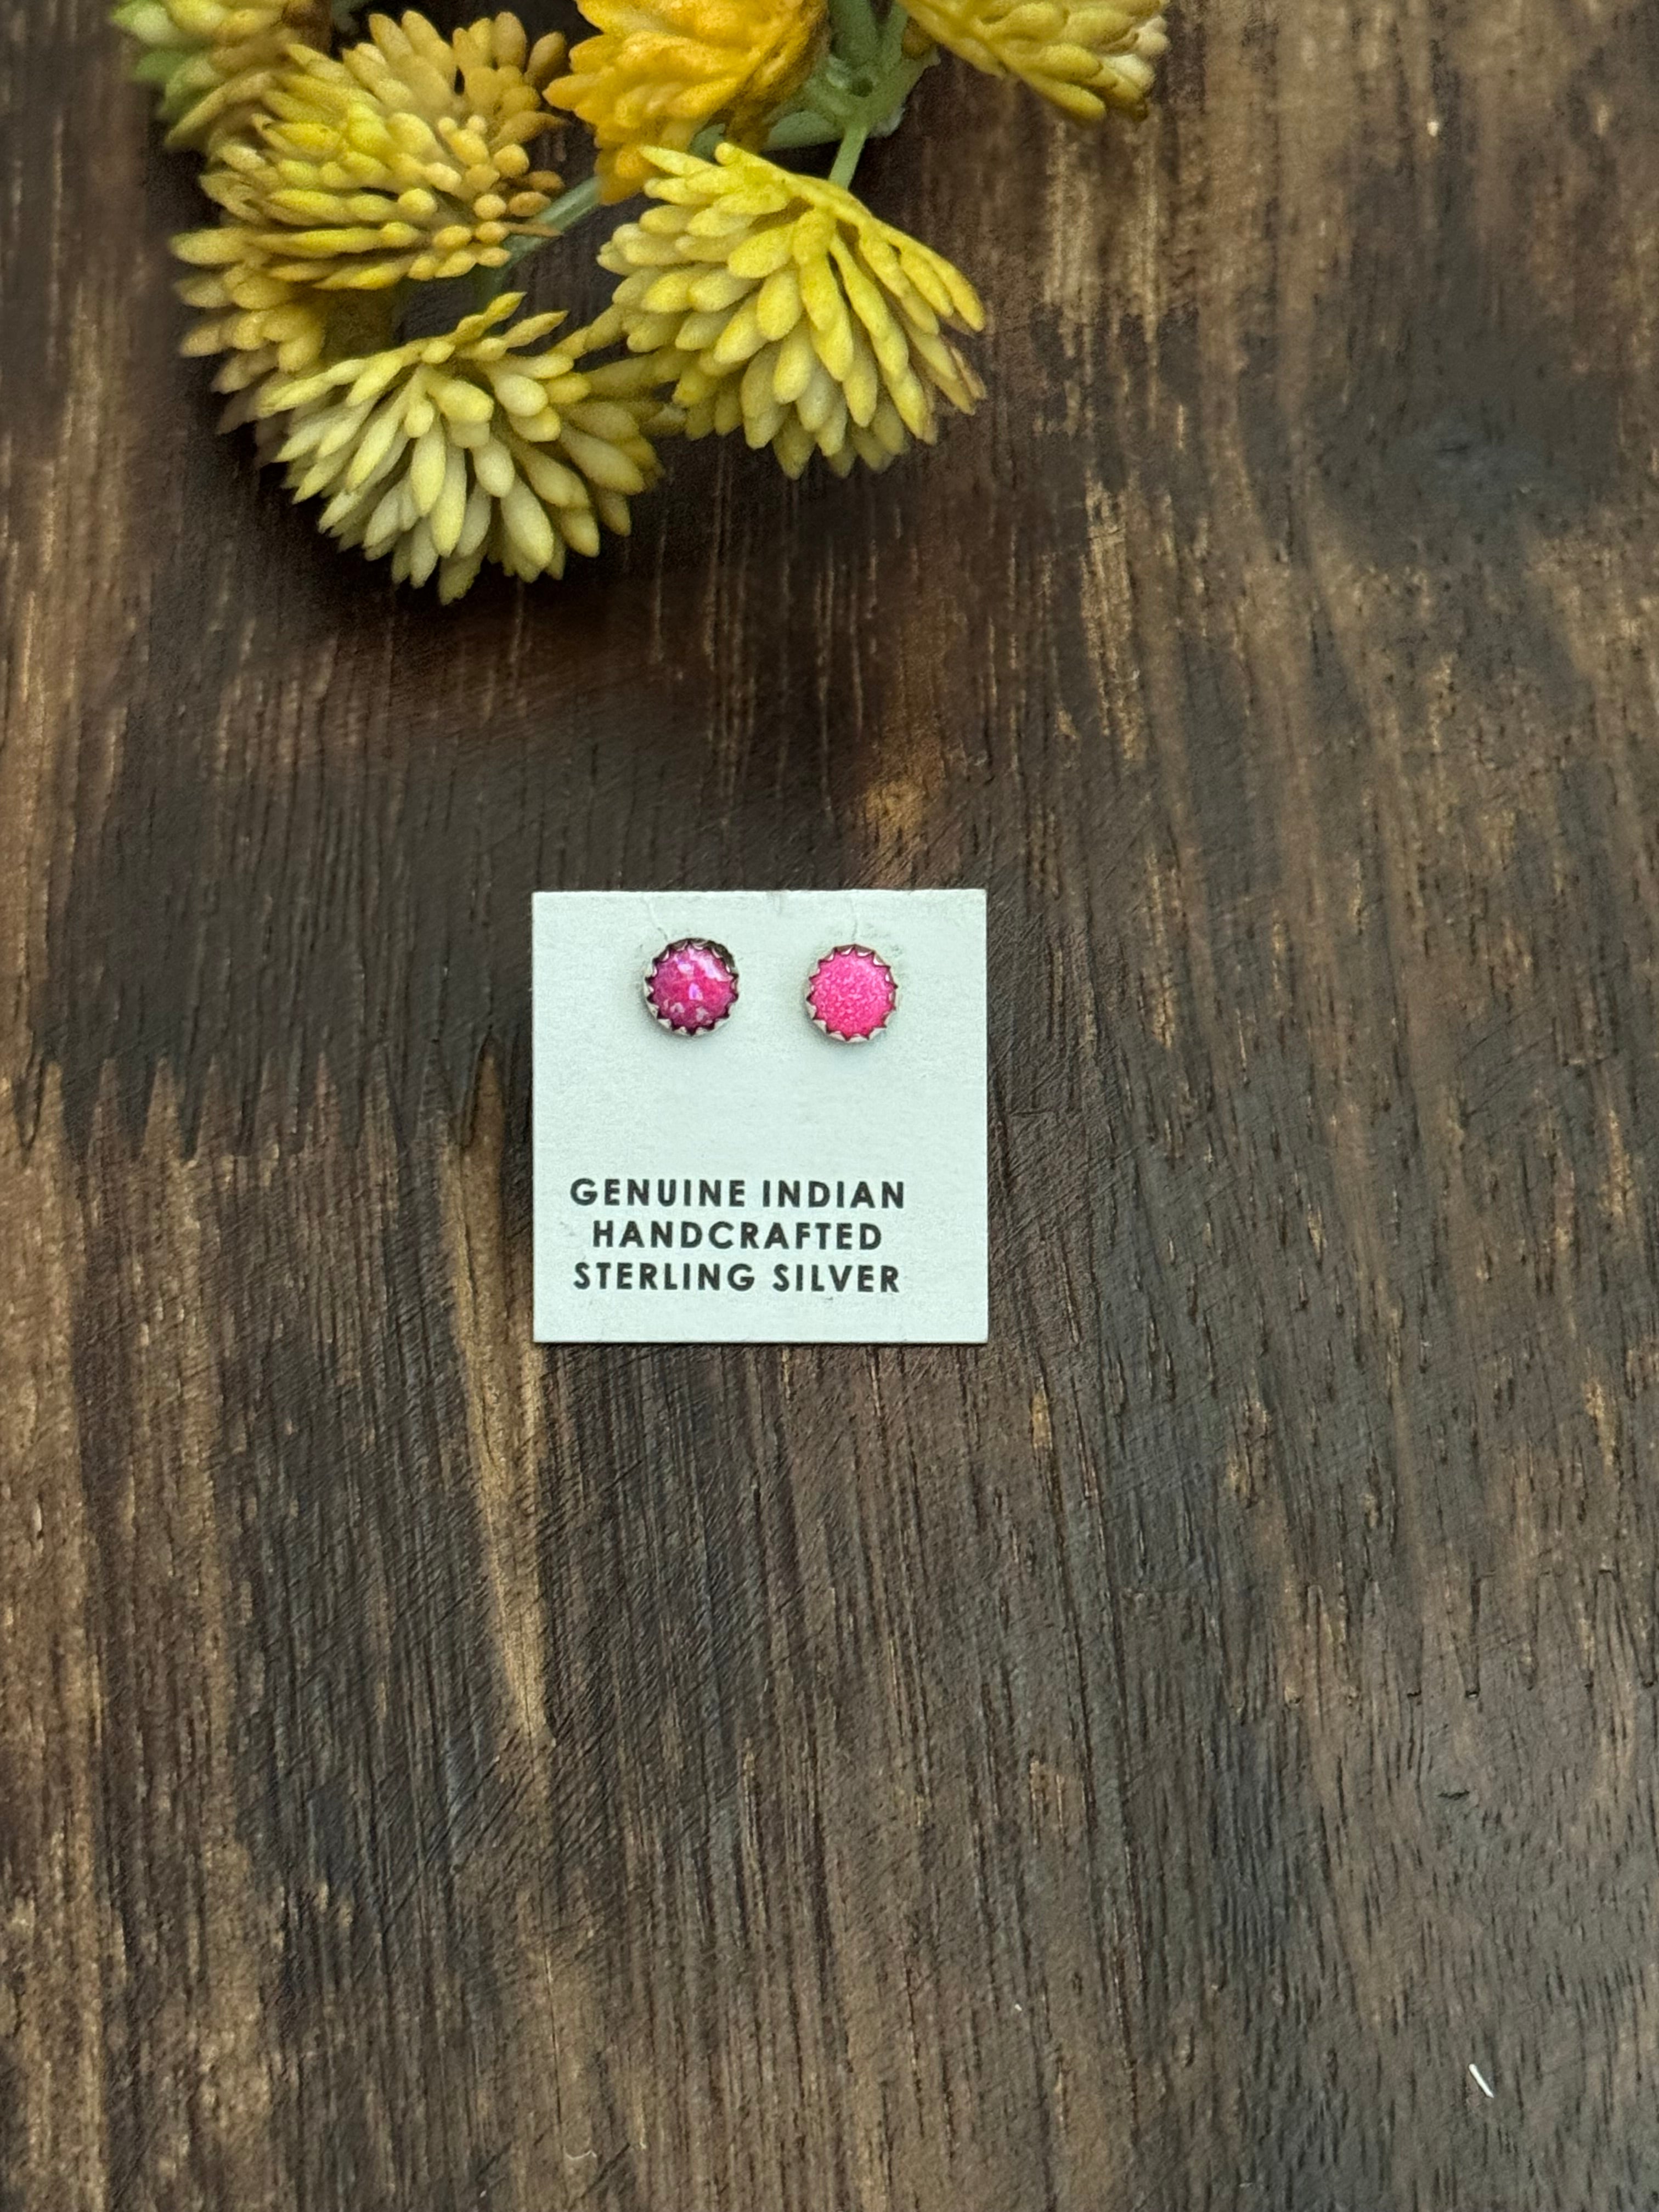 GENUINE INDIAN
HANDCRAFTED
STERLING SILVER